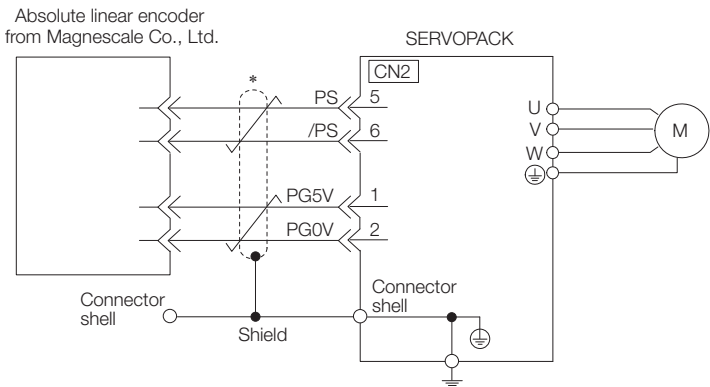 Absolute linear encoder
from Magnescale Co., Ltd.
SERVOPACK
CN2
*
PS 5
/PS 6
PG5V 1
PG0V 2
U
V
W
M
Connector
shell
Shield
Connector
shell